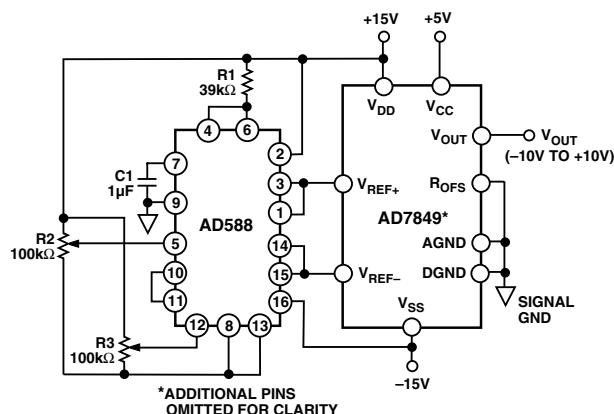 +15V
+5V
R1
39kΩ
4
6
VDD
VCC
VOUT
VOUT
(–10V TO +10V)
7
2
C1
1μF
3
VREF+
ROFS
9
1
AD588
AD7849*
R2
100kΩ
5
14
AGND
10
15
VREF–
DGND
11
16
VSS
SIGNAL
GND
12
8
13
R3
100kΩ
–15V
*ADDITIONAL PINS
OMITTED FOR CLARITY